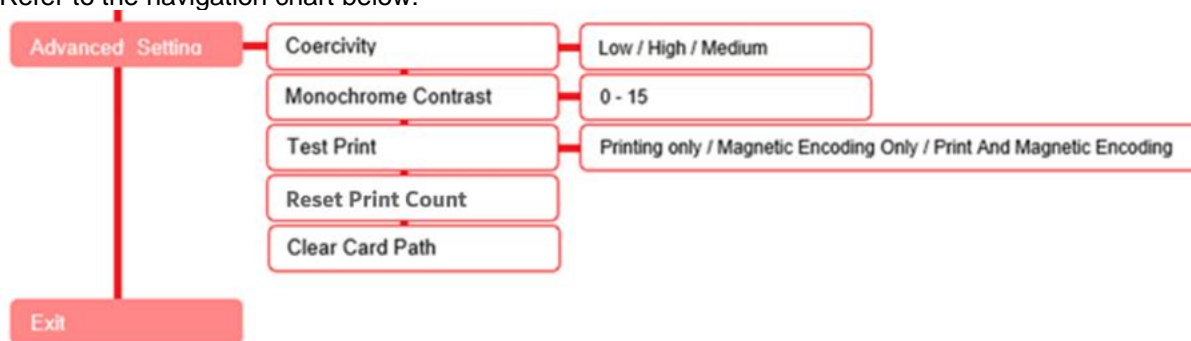 Refer to the navigation chart below.
Advanced Setting
Coercivity
Low / High / Medium
Monochrome Contrast
0 - 15
Test Print
Printing only / Magnetic Encoding Only / Print And Magnetic Encoding
Reset Print Count
Clear Card Path
Exit